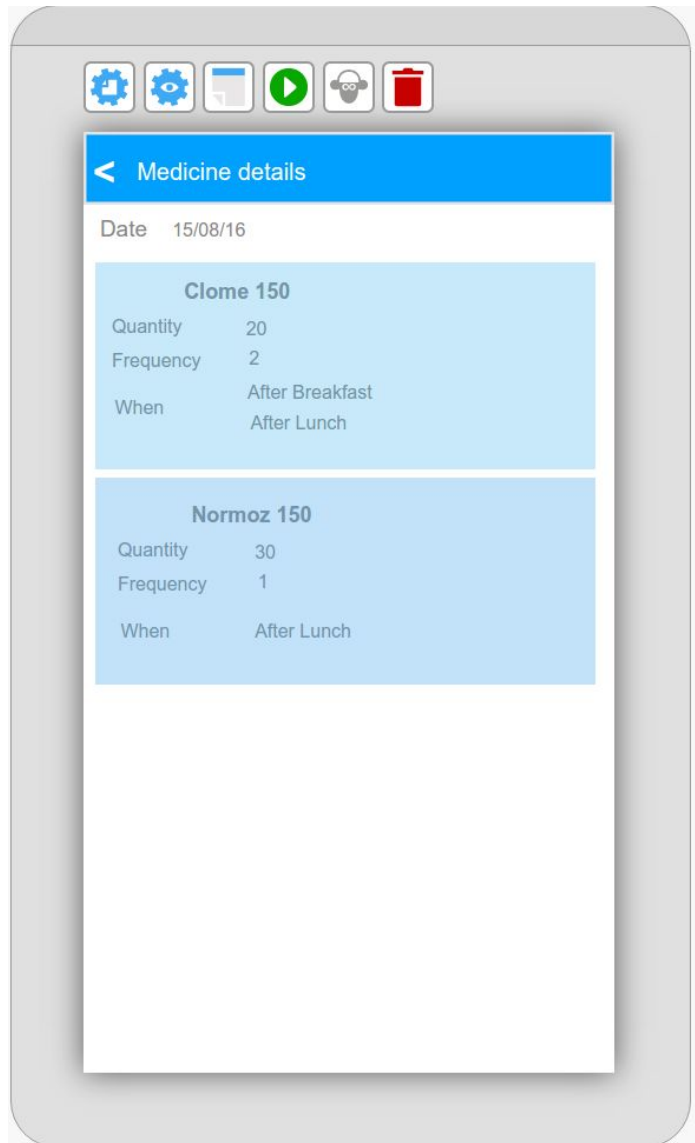 < Medicine details
Date 15/08/16
Clome 150
Quantity 20
Frequency 2
When After Breakfast
After Lunch
Normoz 150
Quantity 30
Frequency 1
When After Lunch